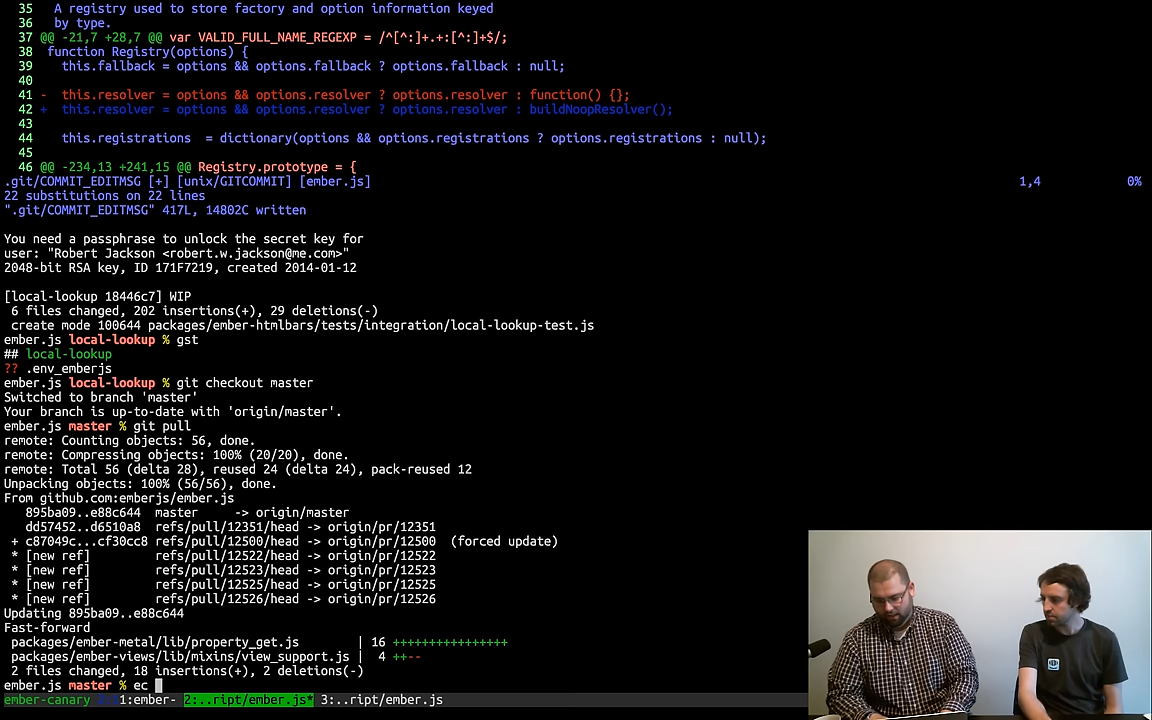 35   A registry used to store factory and option information keyed
36   by type.
37 @@ -21,7 +28,7 @@ var VALID_FULL_NAME_REGEXP = /^[^:]+.+:[^:]+$/;
38  function Registry(options) {
39    this.fallback = options && options.fallback ? options.fallback : null;
40
41 -  this.resolver = options && options.resolver ? options.resolver : function() {};
42 +  this.resolver = options && options.resolver ? options.resolver : buildNoopResolver();
43
44    this.registrations  = dictionary(options && options.registrations ? options.registrations : null);
45
46 @@ -234,13 +241,15 @@ Registry.prototype = {
.git/COMMIT_EDITMSG [+] [unix/GITCOMMIT] [ember.js] 1,4 0%
22 substitutions on 22 lines
".git/COMMIT_EDITMSG" 417L, 14802C written
You need a passphrase to unlock the secret key for
user: "Robert Jackson <robert.w.jackson@me.com>"
2048-bit RSA key, ID 171F7219, created 2014-01-12
[local-lookup 18446c7] WIP
6 files changed, 202 insertions(+), 29 deletions(-)
create mode 100644 packages/ember-htmlbars/tests/integration/local-lookup-test.js
ember.js local-lookup % gst
## local-lookup
?? .env_emberjs
ember.js local-lookup % git checkout master
Switched to branch 'master'
Your branch is up-to-date with 'origin/master'.
ember.js master % git pull
remote: Counting objects: 56, done.
remote: Compressing objects: 100% (20/20), done.
remote: Total 56 (delta 28), reused 24 (delta 24), pack-reused 12
Unpacking objects: 100% (56/56), done.
From github.com:emberjs/ember.js
895ba09..e88c644  master     -> origin/master
dd57452..d6510a8  refs/pull/12351/head -> origin/pr/12351
+ c87049c...cf30cc8 refs/pull/12500/head -> origin/pr/12500  (forced update)
* [new ref]         refs/pull/12522/head -> origin/pr/12522
* [new ref]         refs/pull/12523/head -> origin/pr/12523
* [new ref]         refs/pull/12525/head -> origin/pr/12525
* [new ref]         refs/pull/12526/head -> origin/pr/12526
Updating 895ba09..e88c644
Fast-forward
packages/ember-metal/lib/property_get.js        | 16 ++++++++++++++++
packages/ember-views/lib/mixins/view_support.js |  4 ++--
2 files changed, 18 insertions(+), 2 deletions(-)
ember.js master % ec
ember-canary 1:ember- 2:..ript/ember.js* 3:..ript/ember.js